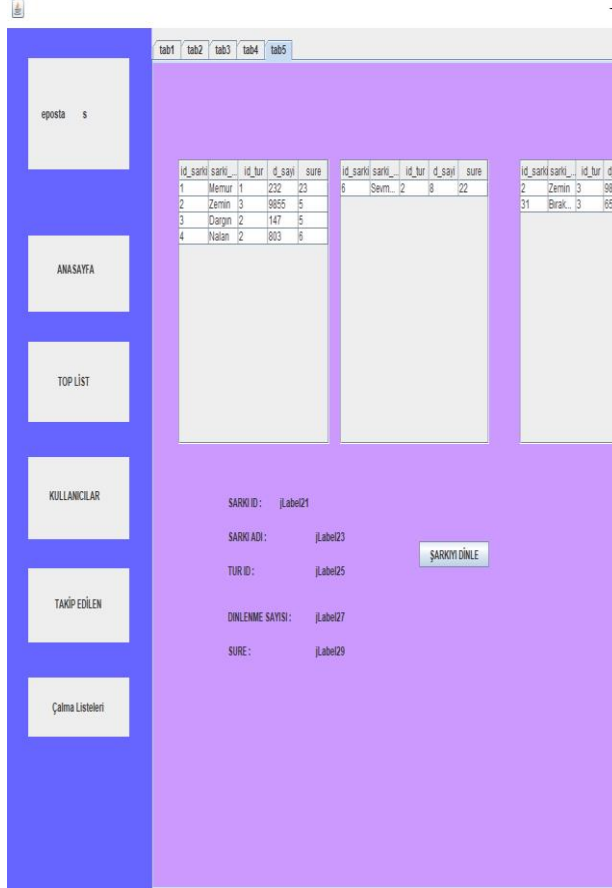 tab1 tab2 tab3 tab4 tab5
eposta s
id_sarki sarki_... id_tur d_sayi sure
1 Memur 1 232 23
2 Zemin 3 9855 5
3 Dargın 2 147 5
4 Nalan 2 803 6
id_sarki sarki_... id_tur d_sayi sure
6 Sevm... 2 8 22
id_sarki sarki_... id_tur d
2 Zemin 3 98
31 Bırak... 3 65
ANASAYFA
TOP LİST
KULLANICILAR
TAKİP EDİLEN
Çalma Listeleri
SARKI ID : jLabel21
SARKI ADI : jLabel23
ŞARKIYI DİNLE
TUR ID : jLabel25
DINLENME SAYISI : jLabel27
SURE : jLabel29